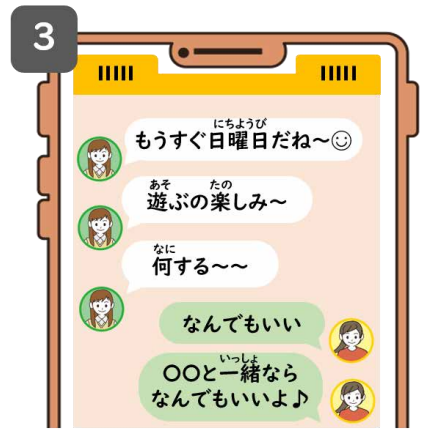 3
もうすぐ日曜日だね〜☺
にちようび
遊ぶの楽しみ〜
あそ たの
何する〜〜
なに
なんでもいい
〇〇と一緒なら
いっしょ
なんでもいいよ♪